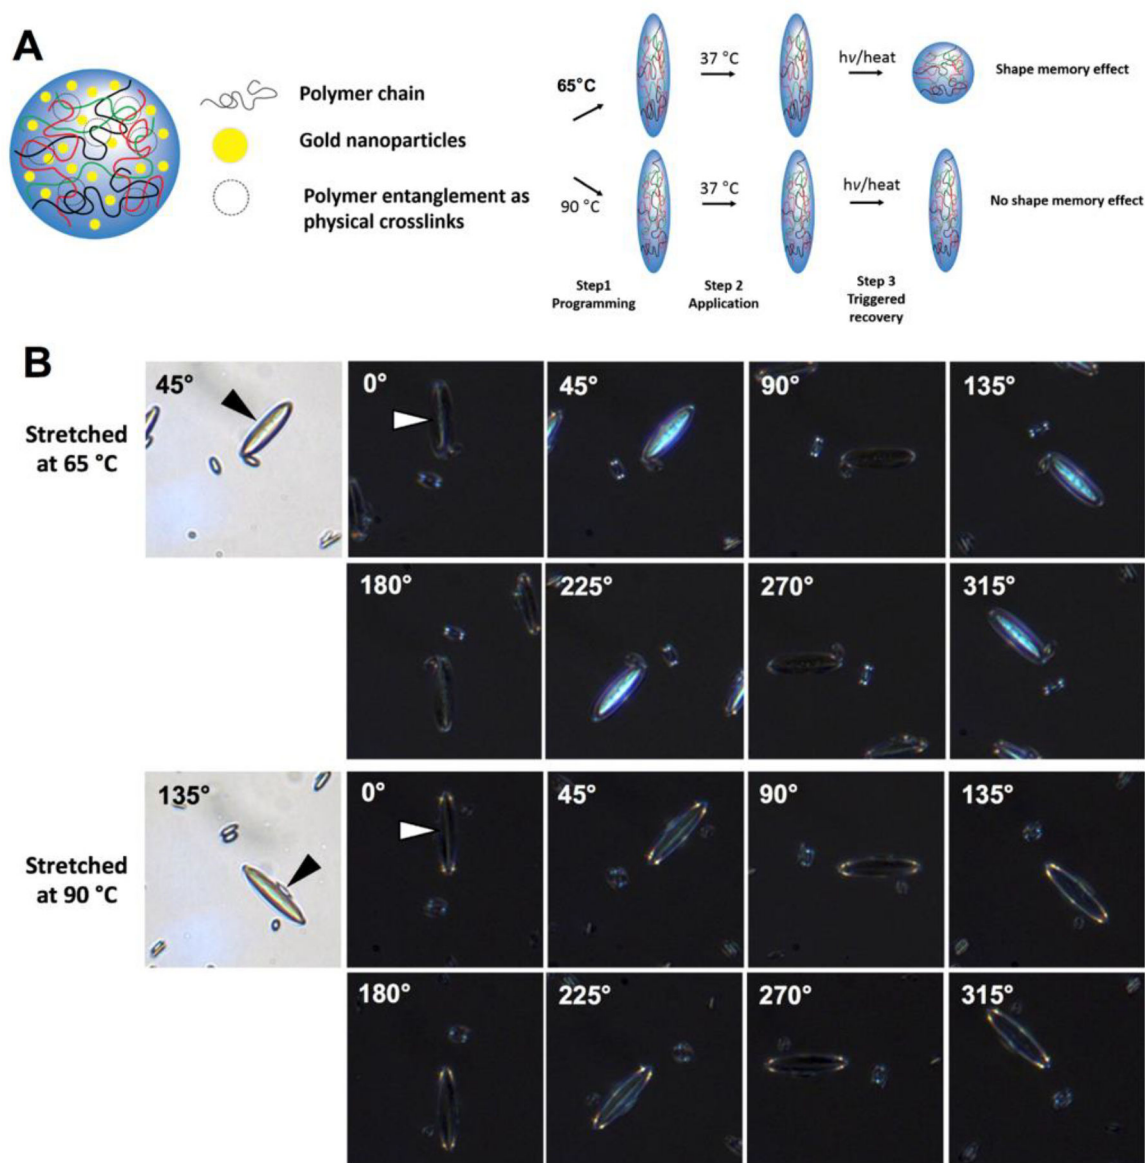 A
Polymer chain
Gold nanoparticles
Polymer entanglement as
physical crosslinks
65°C
37 °C
hν/heat
Shape memory effect
90 °C
37 °C
hν/heat
No shape memory effect
Step1
Programming
Step 2
Application
Step 3
Triggered
recovery
B
Stretched
at 65 °C
45°
0°
45°
90°
135°
180°
225°
270°
315°
Stretched
at 90 °C
135°
0°
45°
90°
135°
180°
225°
270°
315°